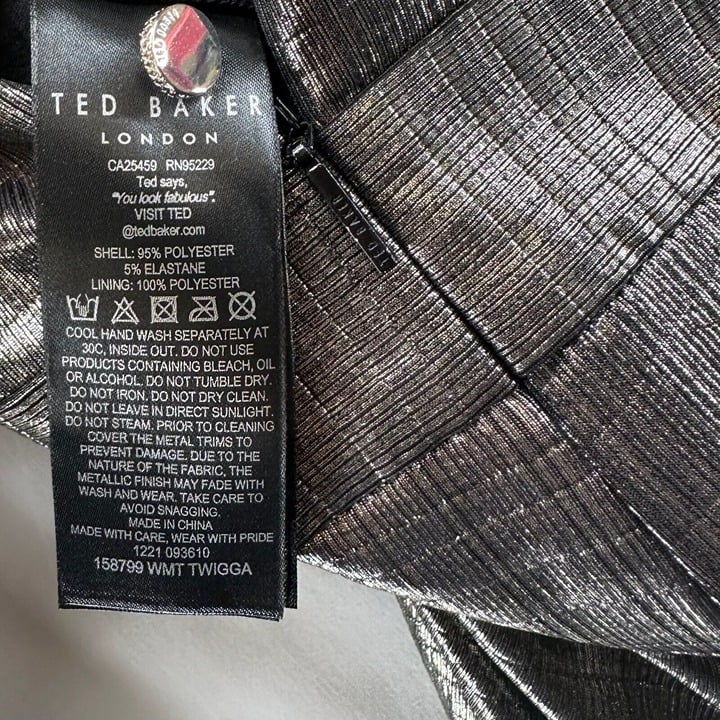 TED BAKER
LONDON
CA25459 RN95229
Ted says,
"You look fabulous".
VISIT TED
@tedbaker.com
SHELL: 95% POLYESTER
5% ELASTANE
LINING: 100% POLYESTER
COOL HAND WASH SEPARATELY AT
30C, INSIDE OUT. DO NOT USE
PRODUCTS CONTAINING BLEACH, OIL
OR ALCOHOL. DO NOT TUMBLE DRY.
DO NOT IRON. DO NOT DRY CLEAN.
DO NOT LEAVE IN DIRECT SUNLIGHT.
DO NOT STEAM. PRIOR TO CLEANING
COVER THE METAL TRIMS TO
PREVENT DAMAGE. DUE TO THE
NATURE OF THE FABRIC, THE
METALLIC FINISH MAY FADE WITH
WASH AND WEAR. TAKE CARE TO
AVOID SNAGGING.
MADE IN CHINA
MADE WITH CARE, WEAR WITH PRIDE
1221 093610
158799 WMT TWIGGA